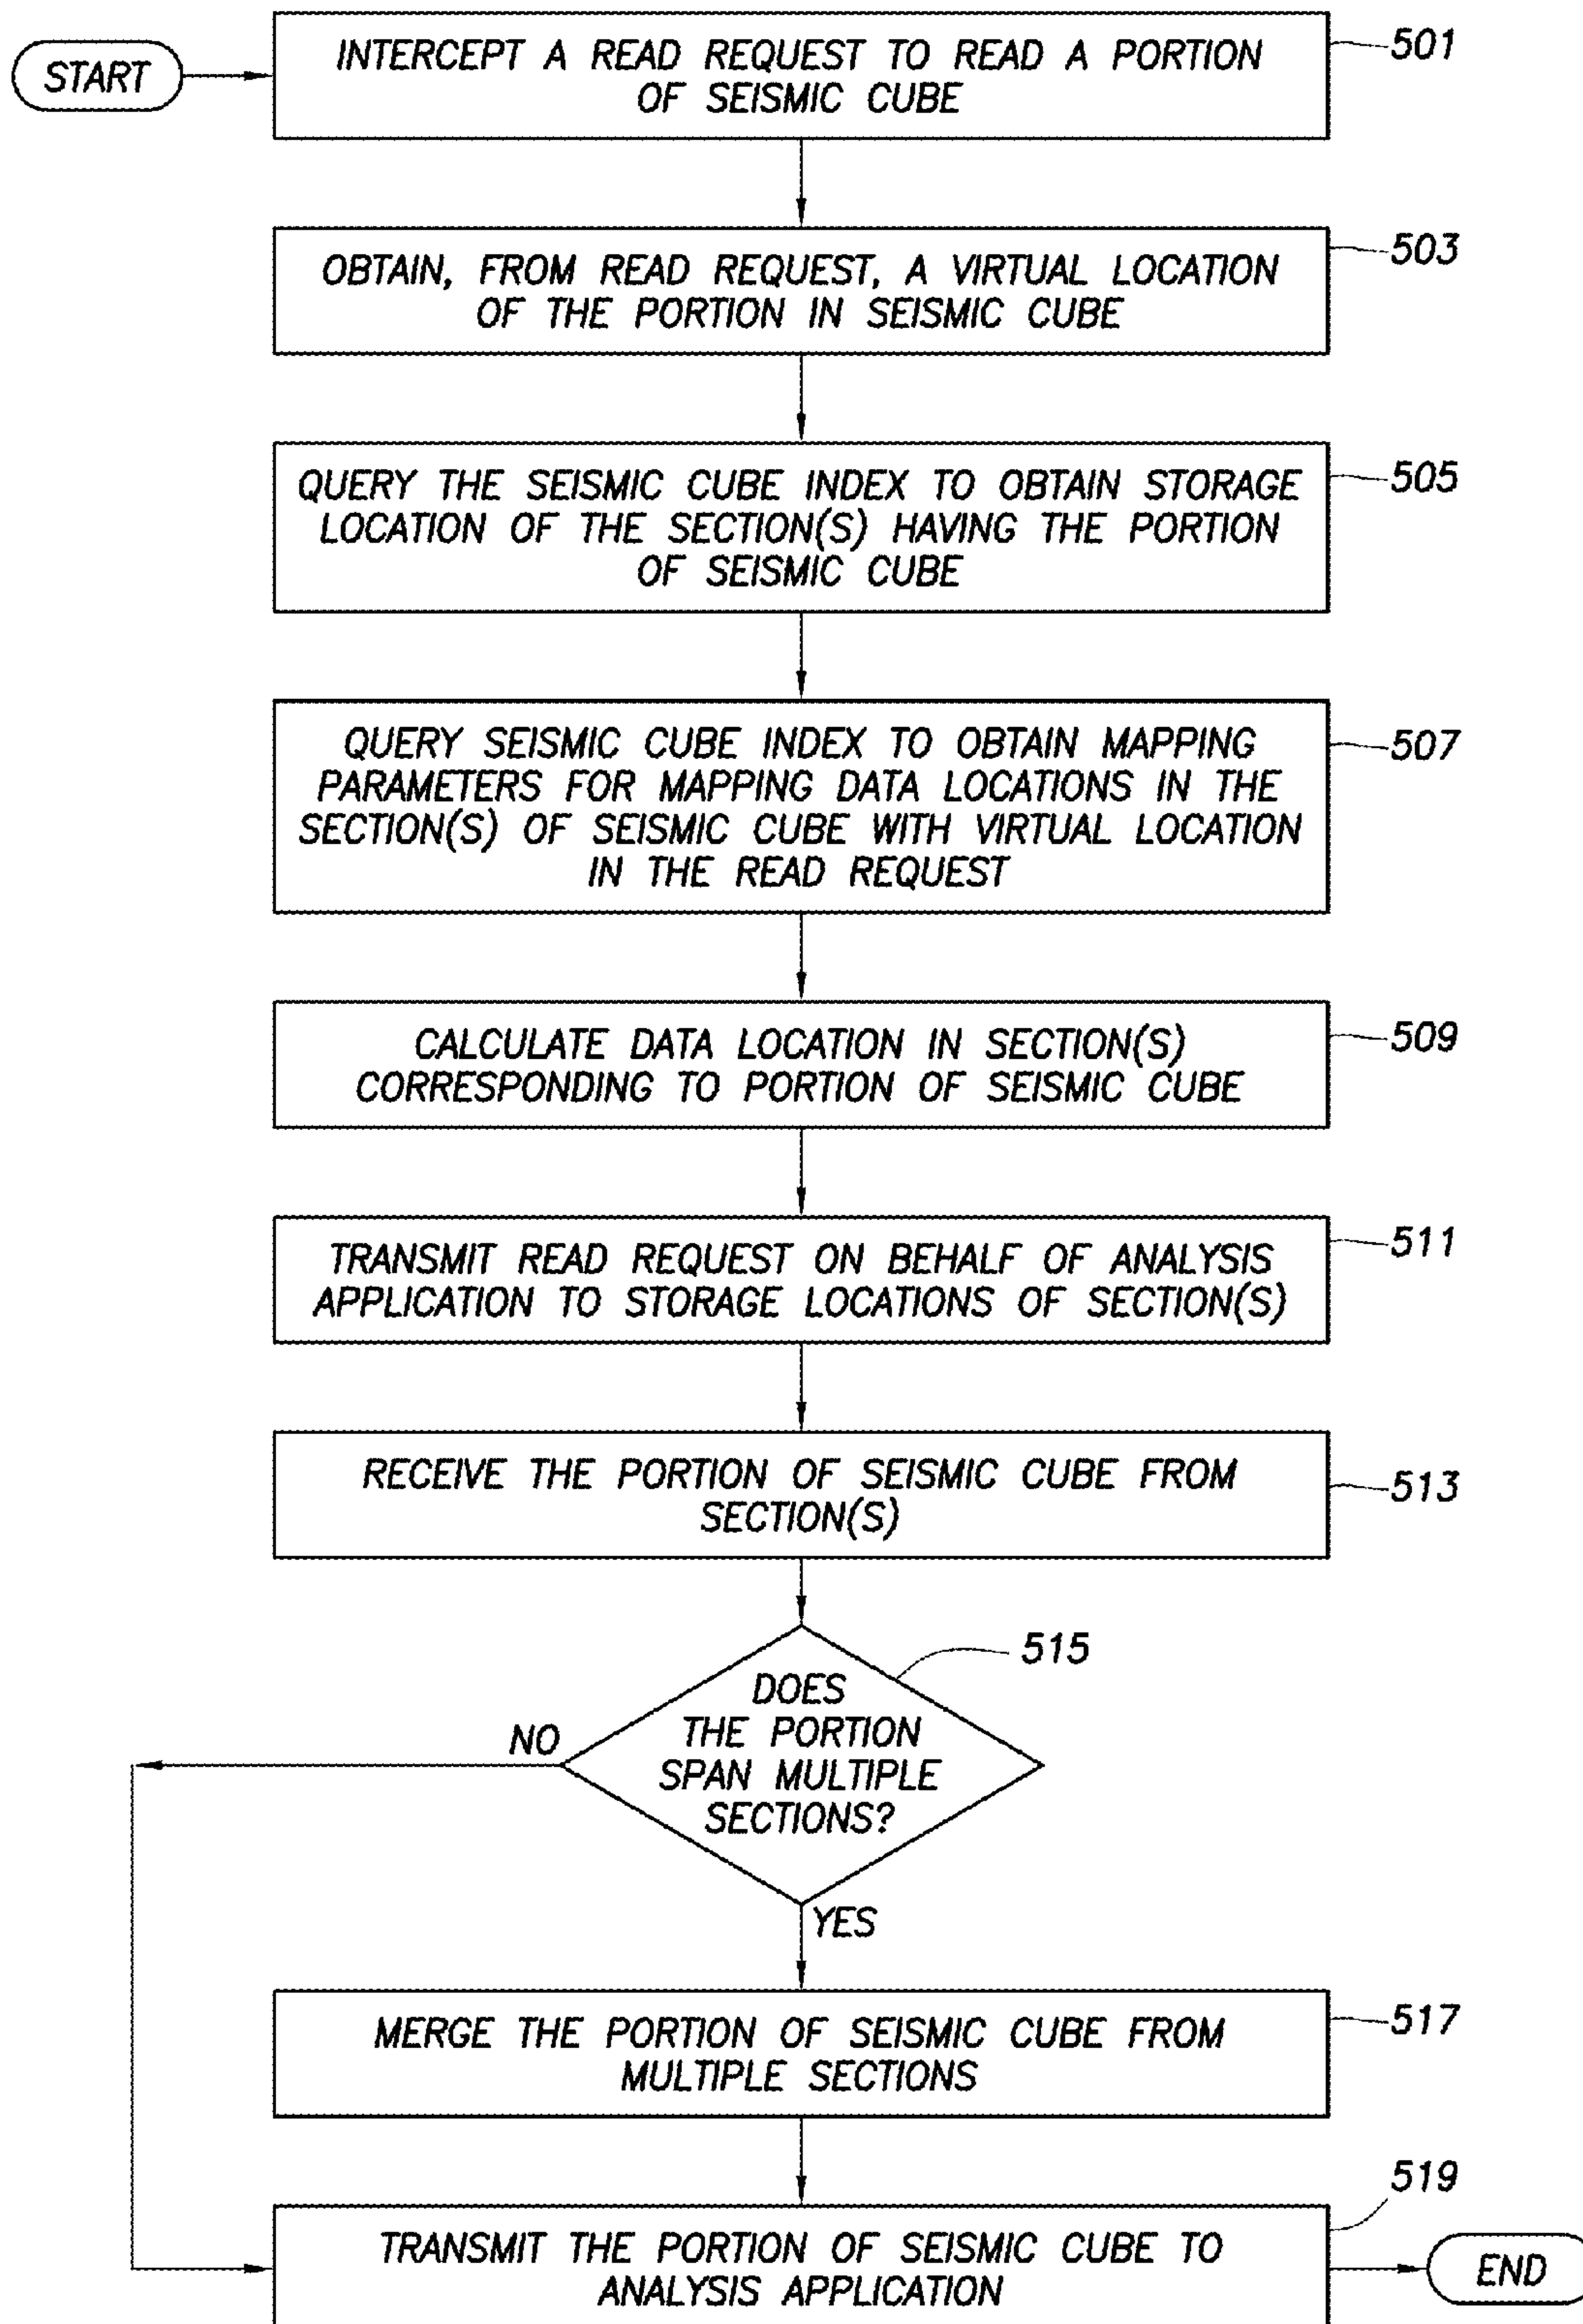 START
INTERCEPT A READ REQUEST TO READ A PORTION
OF SEISMIC CUBE
501
OBTAIN, FROM READ REQUEST, A VIRTUAL LOCATION
OF THE PORTION IN SEISMIC CUBE
503
QUERY THE SEISMIC CUBE INDEX TO OBTAIN STORAGE
LOCATION OF THE SECTION(S) HAVING THE PORTION
OF SEISMIC CUBE
505
QUERY SEISMIC CUBE INDEX TO OBTAIN MAPPING
PARAMETERS FOR MAPPING DATA LOCATIONS IN THE
SECTION(S) OF SEISMIC CUBE WITH VIRTUAL LOCATION
IN THE READ REQUEST
507
CALCULATE DATA LOCATION IN SECTION(S)
CORRESPONDING TO PORTION OF SEISMIC CUBE
509
TRANSMIT READ REQUEST ON BEHALF OF ANALYSIS
APPLICATION TO STORAGE LOCATIONS OF SECTION(S)
511
RECEIVE THE PORTION OF SEISMIC CUBE FROM
SECTION(S)
513
DOES
THE PORTION
SPAN MULTIPLE
SECTIONS?
515
NO
YES
MERGE THE PORTION OF SEISMIC CUBE FROM
MULTIPLE SECTIONS
517
TRANSMIT THE PORTION OF SEISMIC CUBE TO
ANALYSIS APPLICATION
519
END